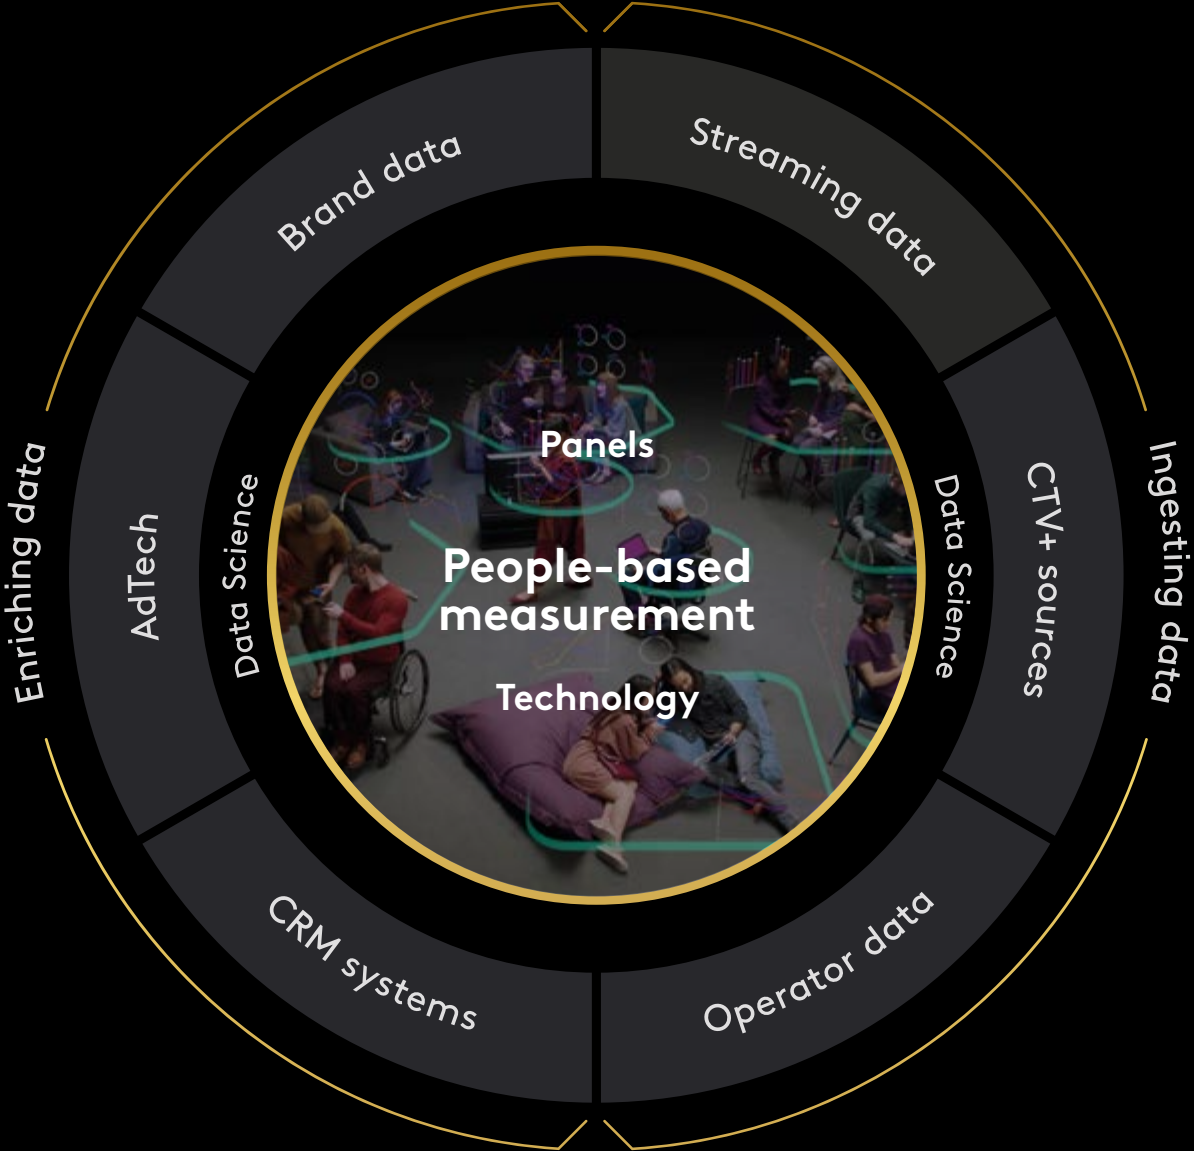 Brand data
Streaming data
Enriching data
AdTech
Data Science
Panels
People-based
measurement
Technology
Data Science
CTV+ sources
Ingesting data
CRM systems
Operator data